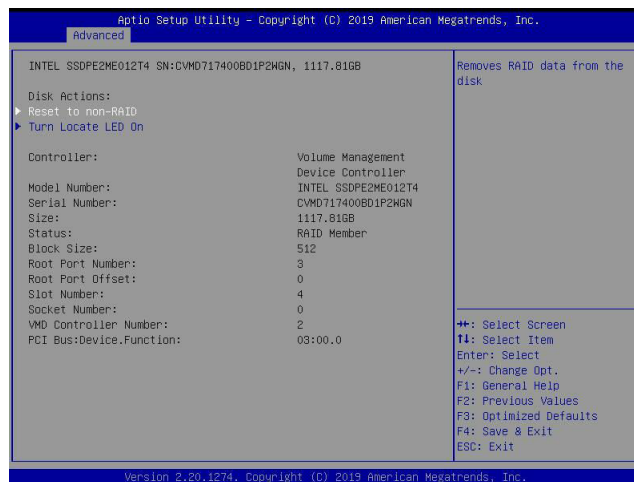 Aptio Setup Utility – Copyright (C) 2019 American Megatrends, Inc.
Advanced
INTEL SSDPE2ME012T4 SN:CVMD717400BD1P2WGN, 1117.81GB
Disk Actions:
Reset to non-RAID
Turn Locate LED On
Controller: Volume Management
Device Controller
Model Number: INTEL SSDPE2ME012T4
Serial Number: CVMD717400BD1P2WGN
Size: 1117.81GB
Status: RAID Member
Block Size: 512
Root Port Number: 3
Root Port Offset: 0
Slot Number: 4
Socket Number: 0
VMD Controller Number: 2
PCI Bus:Device.Function: 03:00.0
Removes RAID data from the
disk
→←: Select Screen
↑↓: Select Item
Enter: Select
+/-: Change Opt.
F1: General Help
F2: Previous Values
F3: Optimized Defaults
F4: Save & Exit
ESC: Exit
Version 2.20.1274. Copyright (C) 2019 American Megatrends, Inc.